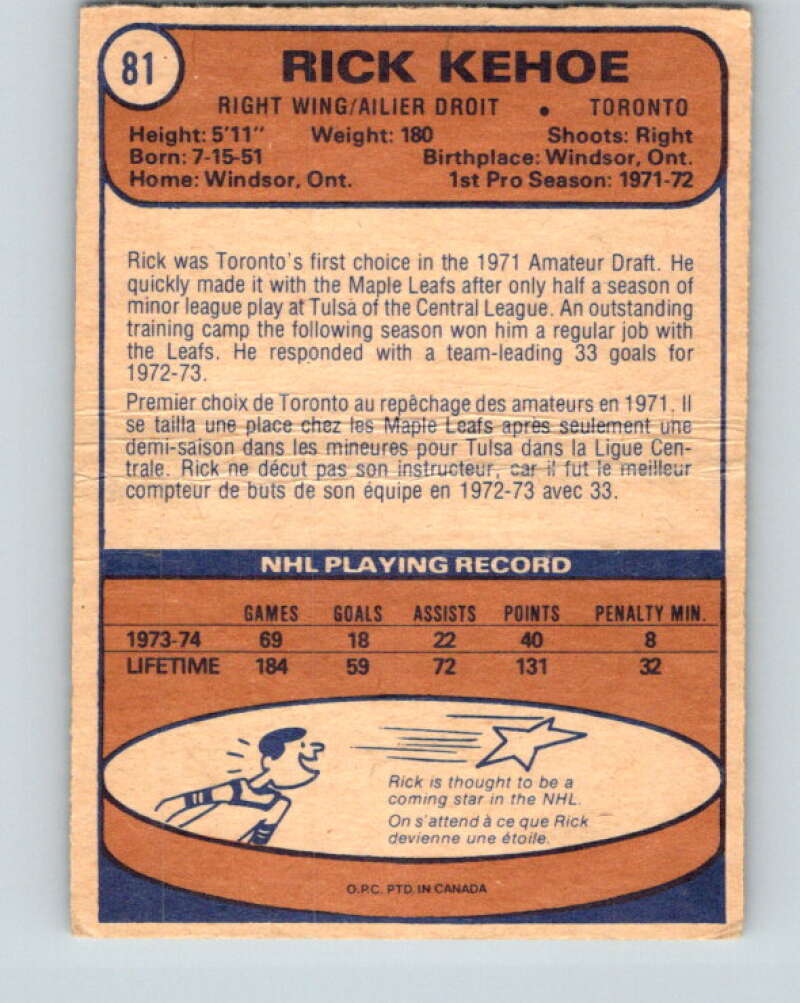 81
RICK KEHOE
RIGHT WING/AILIER DROIT • TORONTO
Height: 5'11" Weight: 180 Shoots: Right
Born: 7-15-51 Birthplace: Windsor, Ont.
Home: Windsor, Ont. 1st Pro Season: 1971-72
Rick was Toronto's first choice in the 1971 Amateur Draft. He
quickly made it with the Maple Leafs after only half a season of
minor league play at Tulsa of the Central League. An outstanding
training camp the following season won him a regular job with
the Leafs. He responded with a team-leading 33 goals for
1972-73.
Premier choix de Toronto au repêchage des amateurs en 1971. Il
se tailla une place chez les Maple Leafs après seulement une
demi-saison dans les mineures pour Tulsa dans la Ligue Cen-
trale. Rick ne décut pas son instructeur, car il fut le meilleur
compteur de buts de son équipe en 1972-73 avec 33.
NHL PLAYING RECORD
GAMES GOALS ASSISTS POINTS PENALTY MIN.
1973-74 69 18 22 40 8
LIFETIME 184 59 72 131 32
Rick is thought to be a
coming star in the NHL.
On s'attend à ce que Rick
devienne une étoile.
O.P.C. PTD. IN CANADA